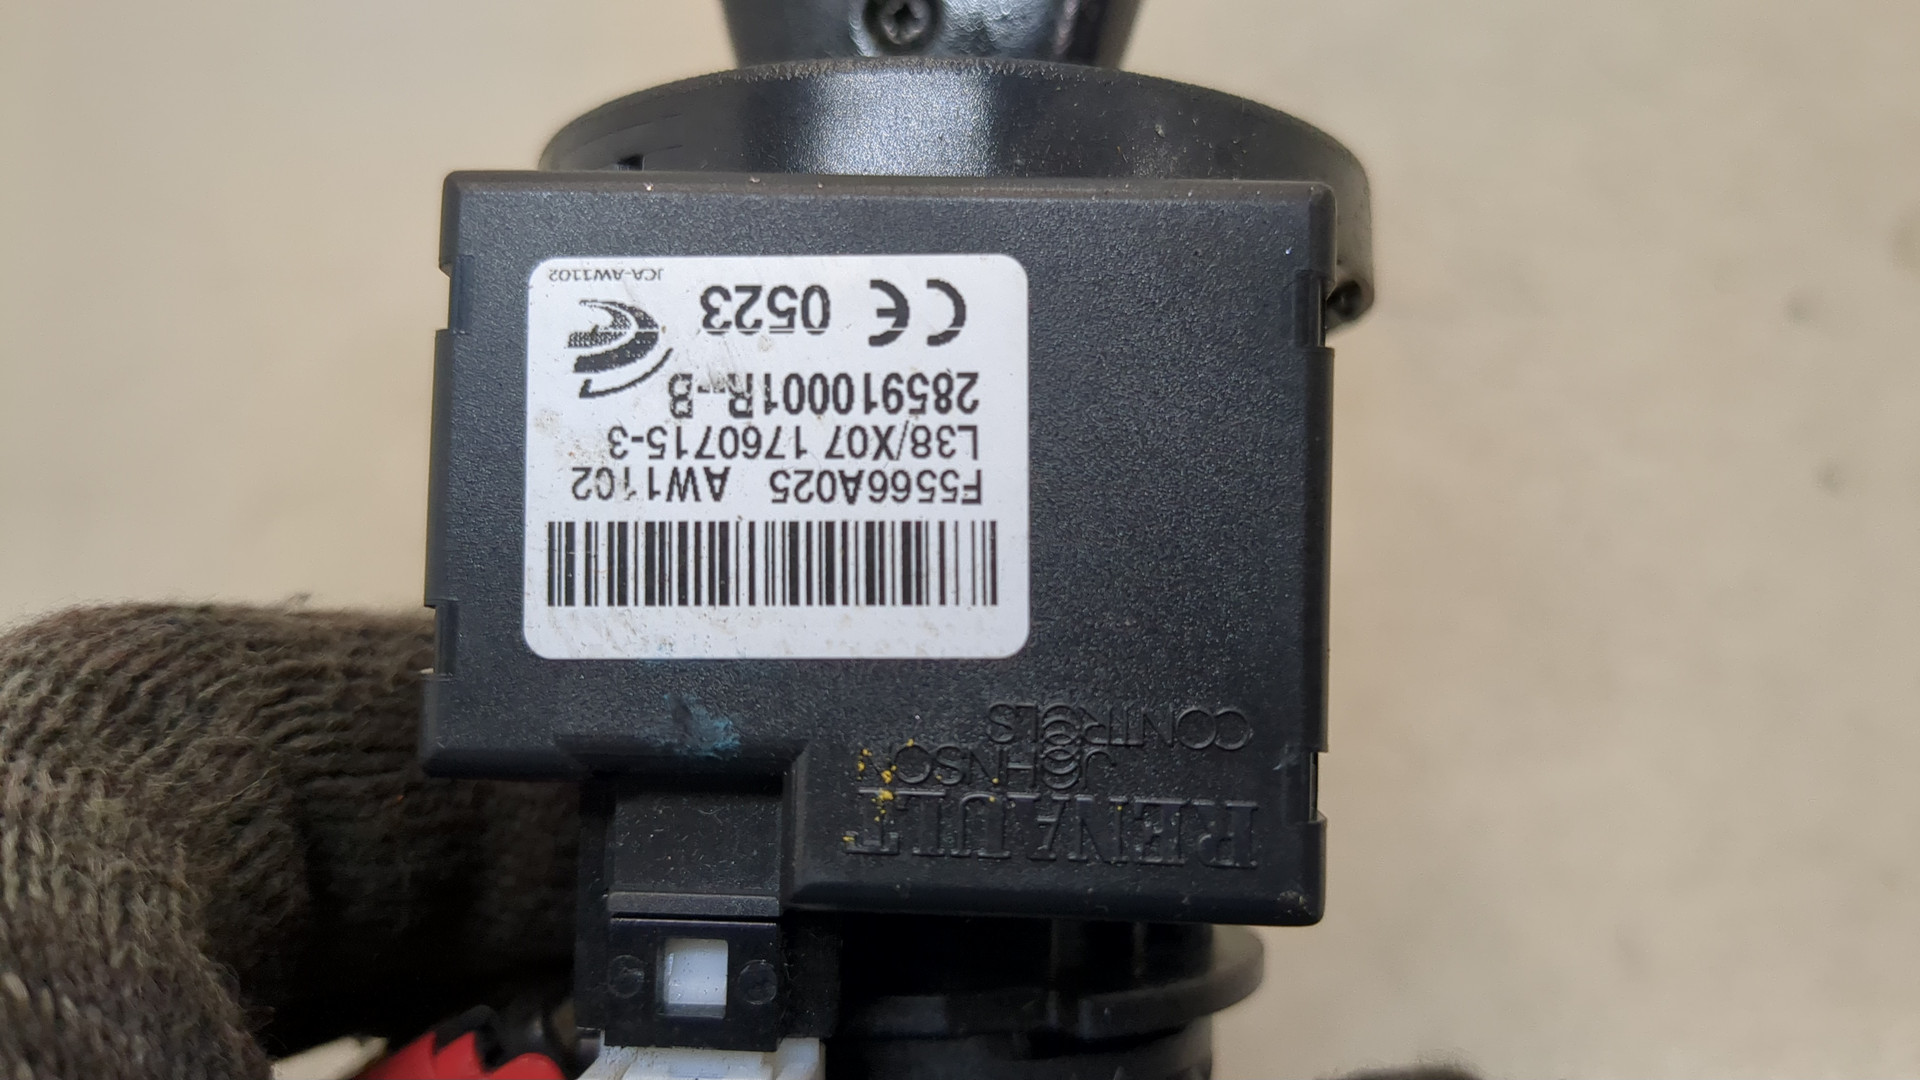 RENAULT
JOHNSON
CONTROLS
F5566A025 AW1102
L38/X07 1760715-3
285910001R-B
CE 0523
JCA-AW1102